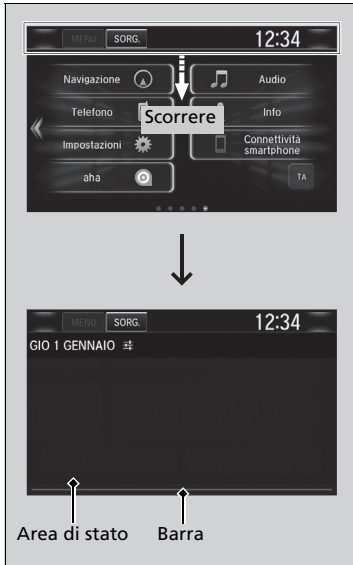 MENU SORG. 12:34
Navigazione Audio
Telefono Info
Scorrere
Impostazioni Connettività smartphone
aha TA
MENU SORG. 12:34
GIO 1 GENNAIO
Area di stato Barra